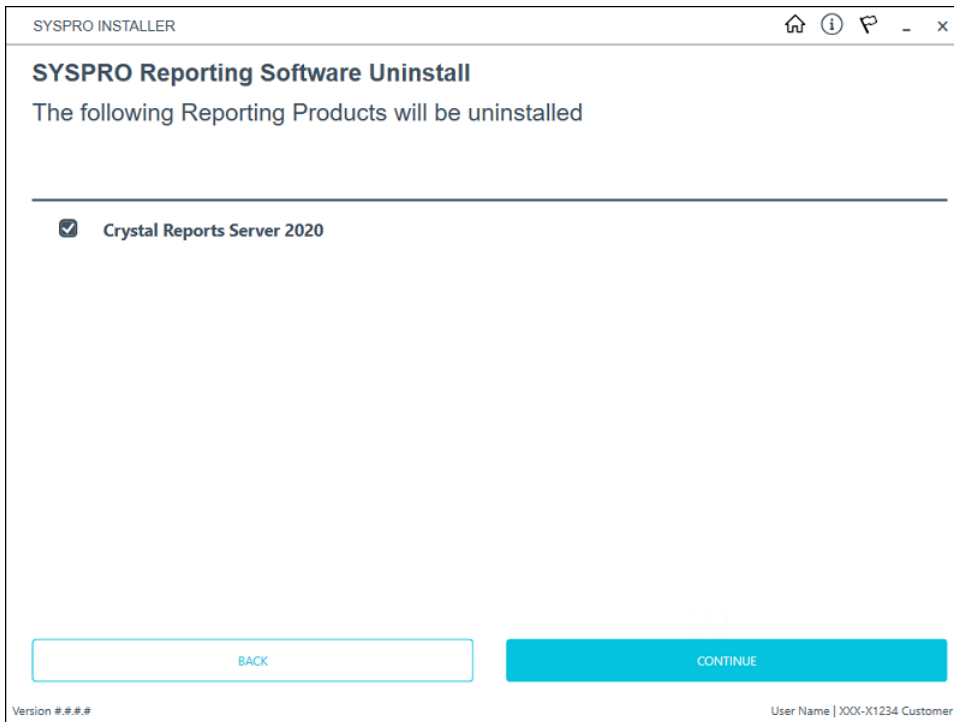 SYSPRO INSTALLER
SYSPRO Reporting Software Uninstall
The following Reporting Products will be uninstalled
Crystal Reports Server 2020
BACK
CONTINUE
Version #.#.#.#
User Name | XXX-X1234 Customer